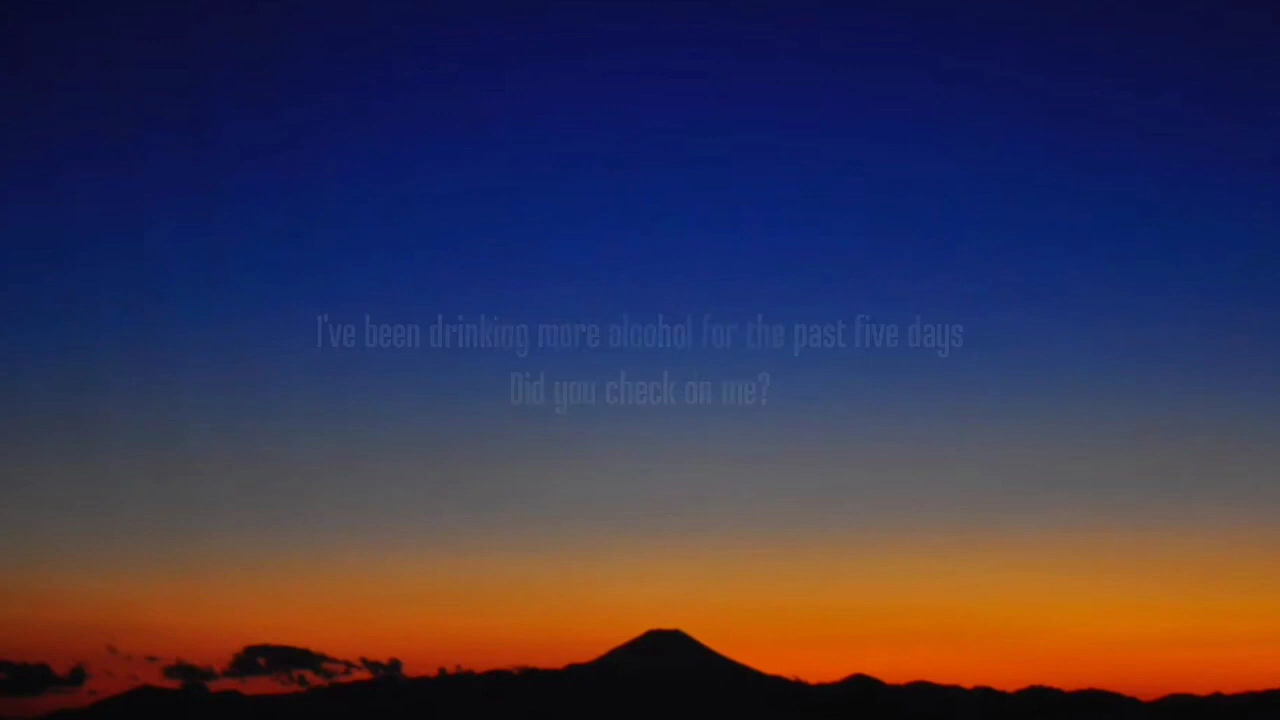 I've been drinking more alcohol for the past five days
Did you check on me?